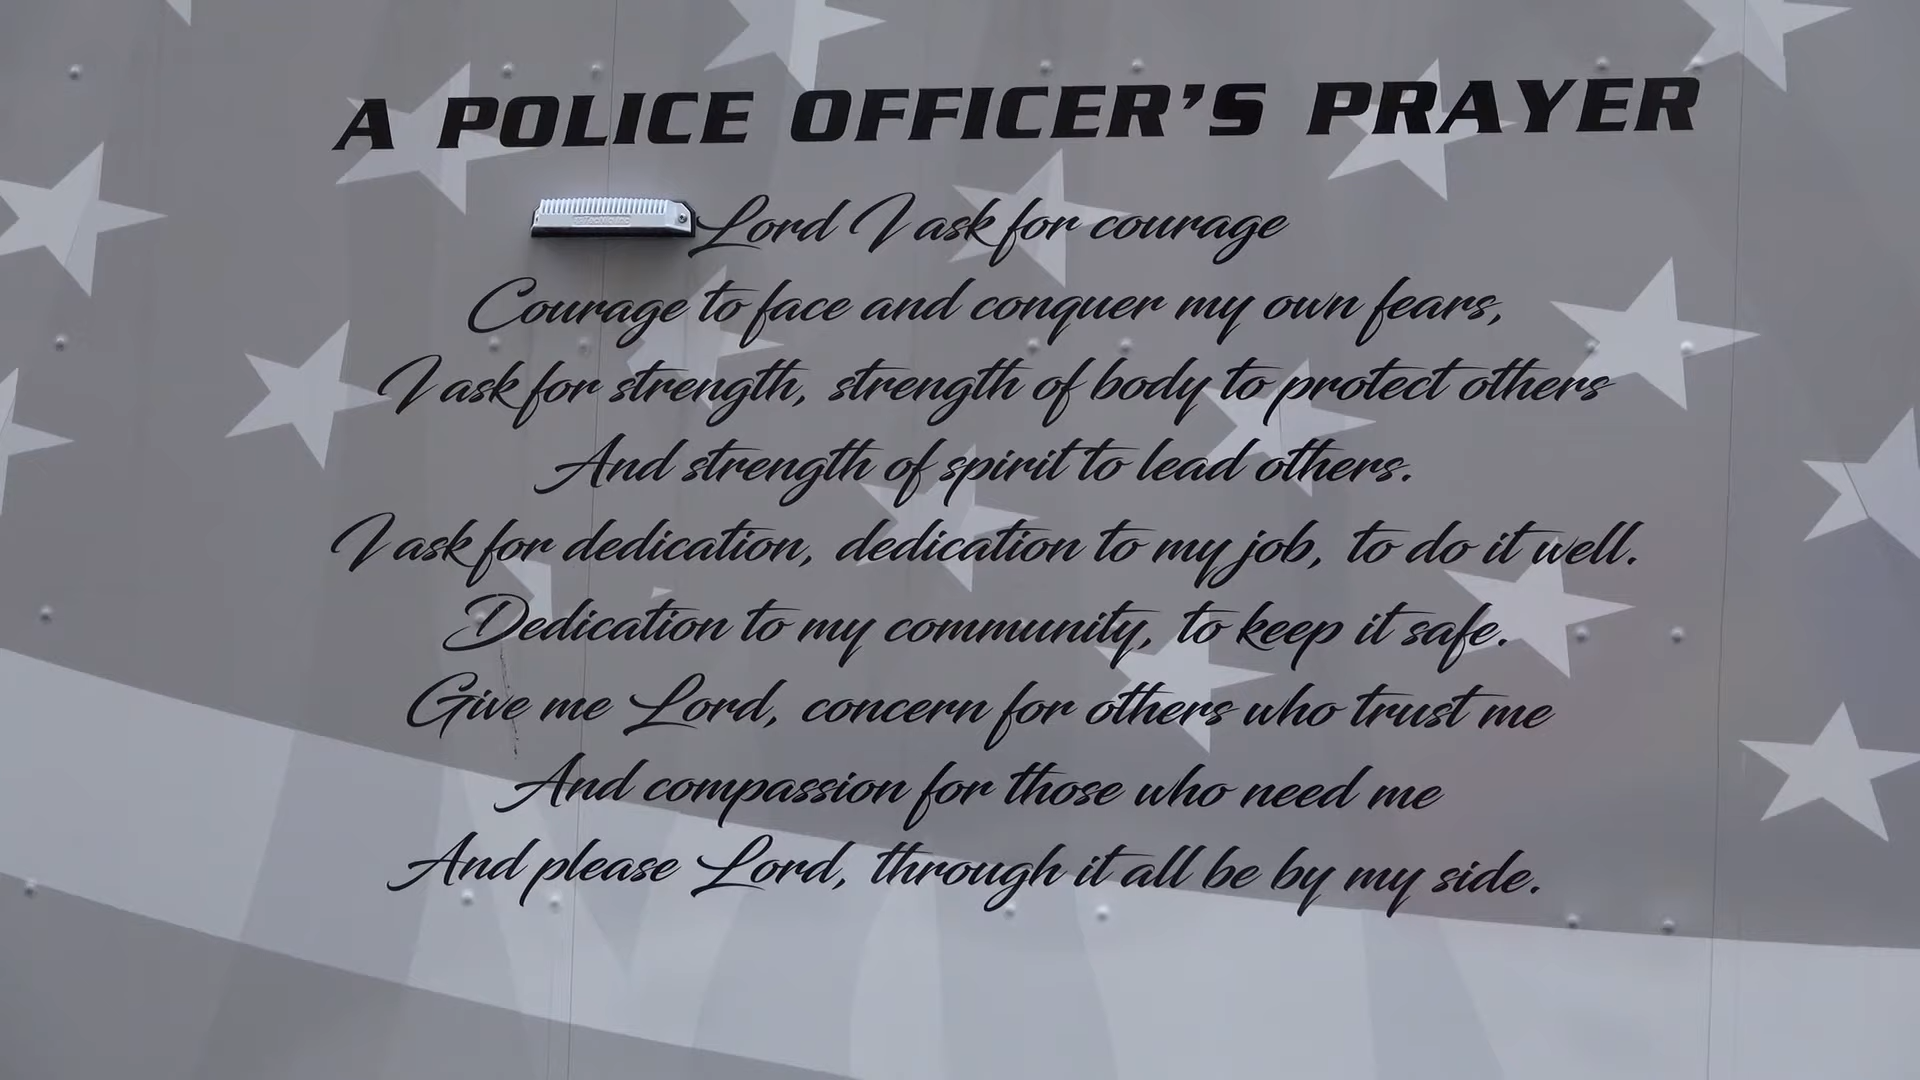 A POLICE OFFICER'S PRAYER
Lord I ask for courage
Courage to face and conquer my own fears,
I ask for strength, strength of body to protect others
And strength of spirit to lead others.
I ask for dedication, dedication to my job, to do it well.
Dedication to my community, to keep it safe.
Give me Lord, concern for others who trust me
And compassion for those who need me
And please Lord, through it all be by my side.